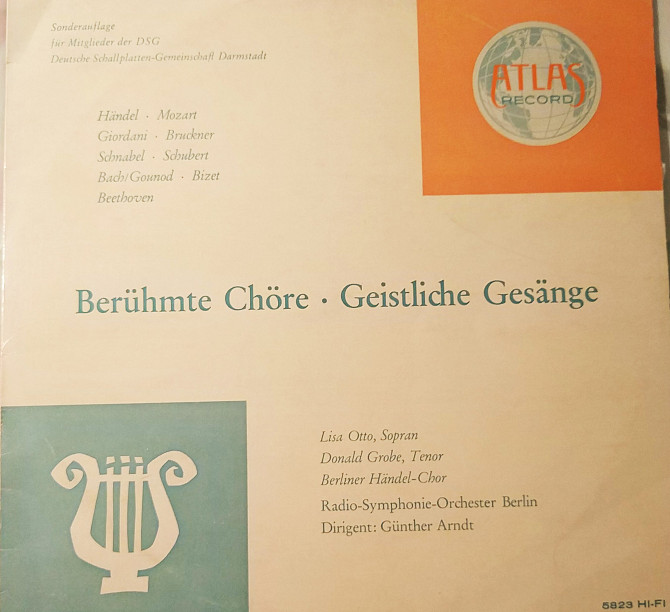 Sonderauflage
für Mitglieder der DSG
Deutsche Schallplatten-Gemeinschaft Darmstadt
ATLAS
RECORD
Händel · Mozart
Giordani · Bruckner
Schnabel · Schubert
Bach/Gounod · Bizet
Beethoven
Berühmte Chöre · Geistliche Gesänge
Lisa Otto, Sopran
Donald Grobe, Tenor
Berliner Händel-Chor
Radio-Symphonie-Orchester Berlin
Dirigent: Günther Arndt
5823 HI-FI